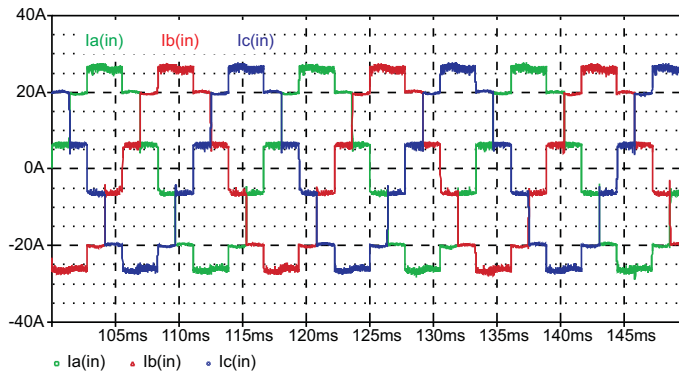 40A
Ia(in) Ib(in) Ic(in)
20A
0A
-20A
-40A
105ms 110ms 115ms 120ms 125ms 130ms 135ms 140ms 145ms
Ia(in) Ib(in) Ic(in)